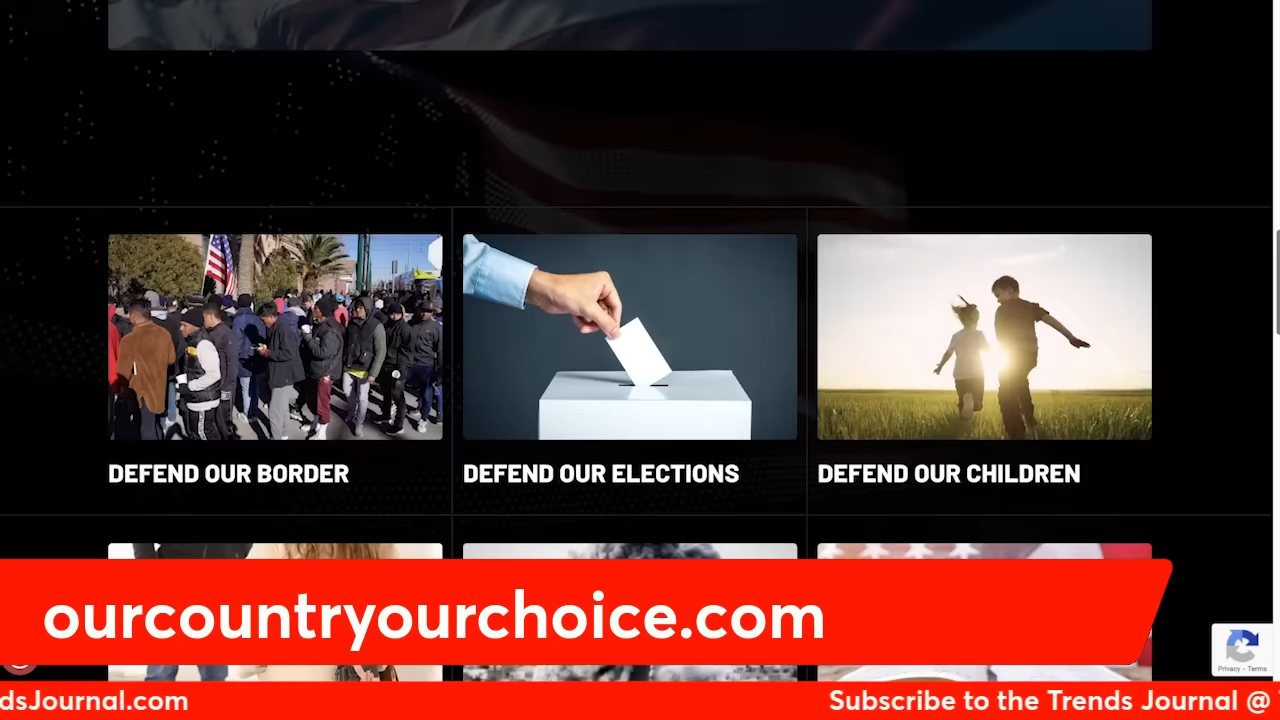 DEFEND OUR BORDER
DEFEND OUR ELECTIONS
DEFEND OUR CHILDREN
ourcountryyourchoice.com
Privacy - Terms
dsJournal.com
Subscribe to the Trends Journal @